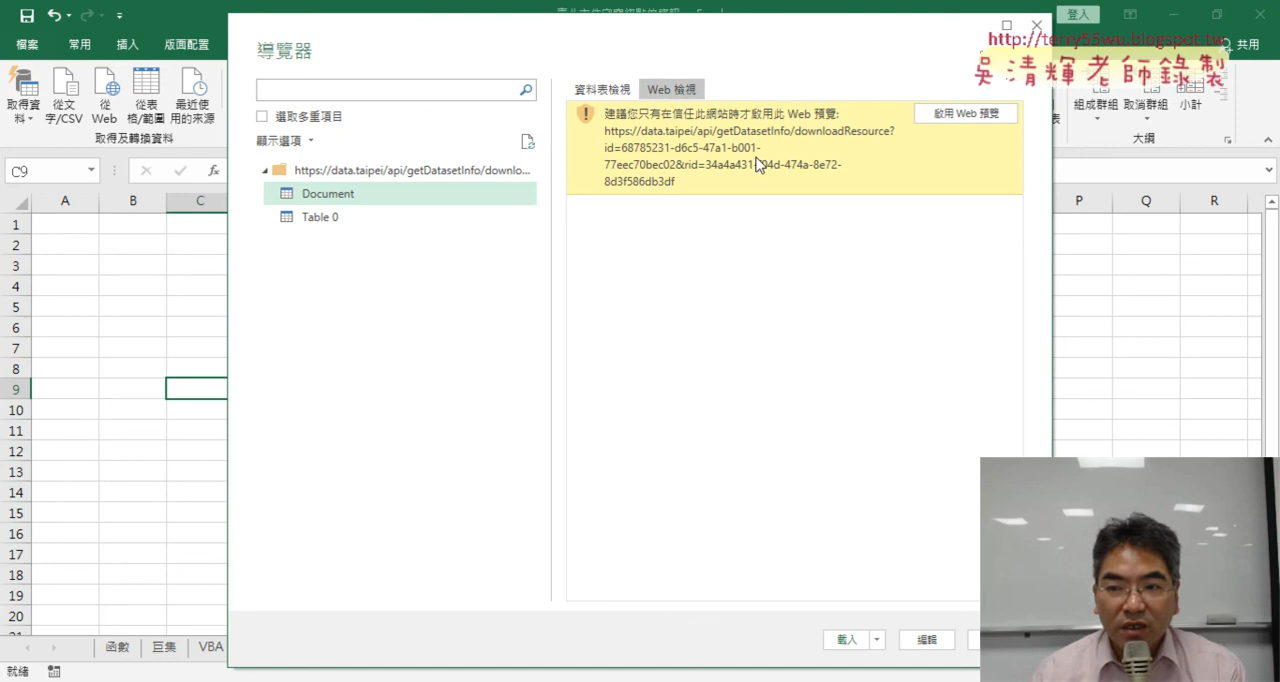 登入
http://terry55wu.blogspot.tw
吳清輝老師錄製
檔案 常用 插入 版面配置 共用
取得資料 從文字/CSV 從 Web 從表格/範圍 最近使用的來源
取得及轉換資料
組成群組 取消群組 小計
大綱
C9
fx
A B C P Q R
1
2
3
4
5
6
7
8
9
10
11
12
13
14
15
16
17
18
19
20
導覽器
選取多重項目
顯示選項
https://data.taipei/api/getDatasetInfo/downlo...
Document
Table 0
資料表檢視 Web 檢視
建議您只有在信任此網站時才啟用此 Web 預覽:
https://data.taipei/api/getDatasetInfo/downloadResource?
id=68785231-d6c5-47a1-b001-
8d3f586db3df
啟用 Web 預覽
載入 編輯
函數 巨集 VBA
就緒